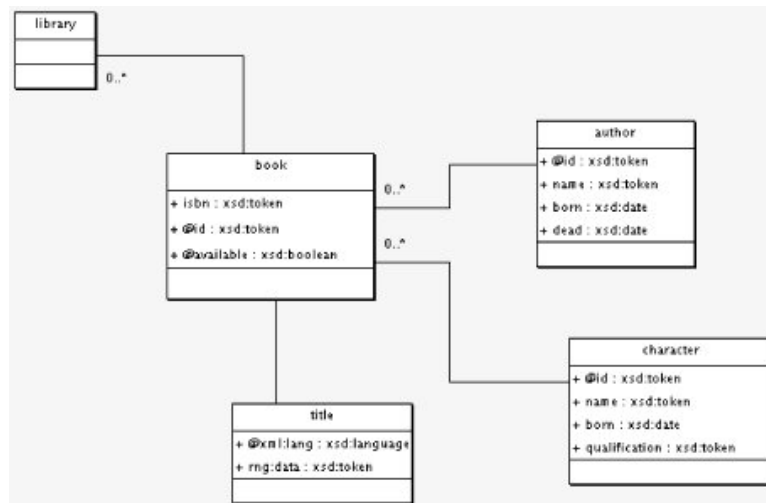 library
0..*
book
+ isbn : xsd:token
+ @id : xsd:token
+ @available : xsd:boolean
0..*
0..*
author
+ @id : xsd:token
+ name : xsd:token
+ born : xsd:date
+ dead : xsd:date
character
+ @id : xsd:token
+ name : xsd:token
+ born : xsd:date
+ qualification : xsd:token
title
+ @xml:lang : xsd:language
+ rng:data : xsd:token